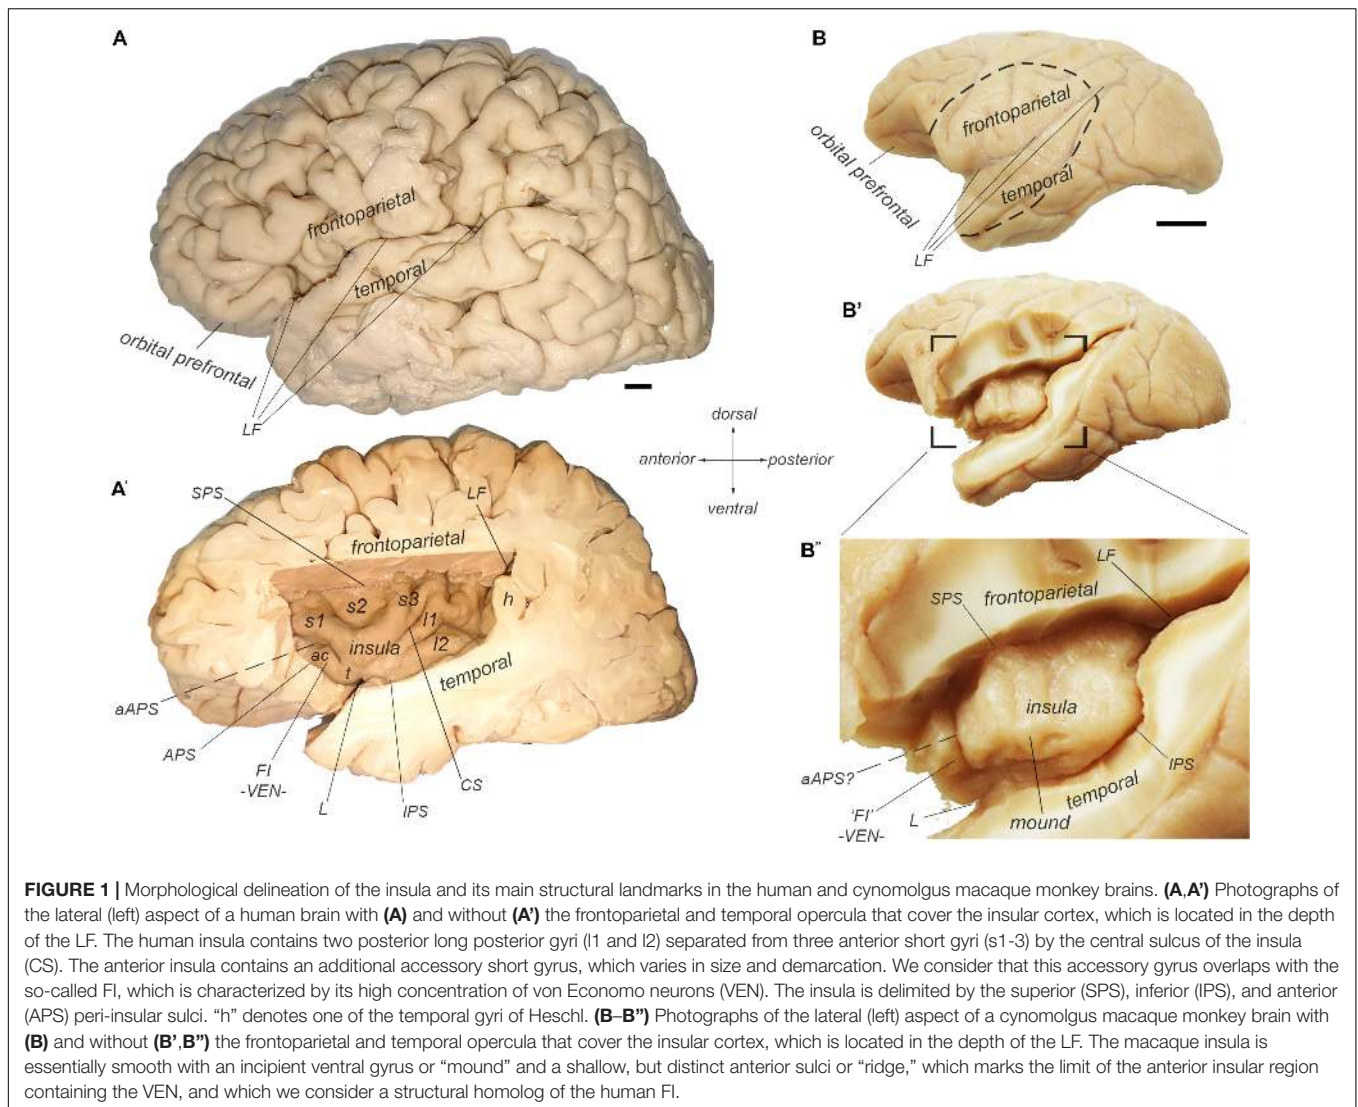 A
frontoparietal
temporal
orbital prefrontal
LF
B
frontoparietal
temporal
orbital prefrontal
LF
B'
dorsal
anterior
posterior
ventral
A'
SPS
LF
frontoparietal
s1
s2
s3
l1
l2
h
insula
ac
t
temporal
aAPS
APS
FI
-VEN-
L
IPS
CS
B"
LF
SPS
frontoparietal
insula
aAPS?
IPS
temporal
'FI'
-VEN-
L
mound
FIGURE 1 | Morphological delineation of the insula and its main structural landmarks in the human and cynomolgus macaque monkey brains. (A,A') Photographs of
the lateral (left) aspect of a human brain with (A) and without (A') the frontoparietal and temporal opercula that cover the insular cortex, which is located in the depth
of the LF. The human insula contains two posterior long posterior gyri (l1 and l2) separated from three anterior short gyri (s1-3) by the central sulcus of the insula
(CS). The anterior insula contains an additional accessory short gyrus, which varies in size and demarcation. We consider that this accessory gyrus overlaps with the
so-called FI, which is characterized by its high concentration of von Economo neurons (VEN). The insula is delimited by the superior (SPS), inferior (IPS), and anterior
(APS) peri-insular sulci. “h” denotes one of the temporal gyri of Heschl. (B–B") Photographs of the lateral (left) aspect of a cynomolgus macaque monkey brain with
(B) and without (B',B") the frontoparietal and temporal opercula that cover the insular cortex, which is located in the depth of the LF. The macaque insula is
essentially smooth with an incipient ventral gyrus or “mound” and a shallow, but distinct anterior sulci or “ridge,” which marks the limit of the anterior insular region
containing the VEN, and which we consider a structural homolog of the human FI.